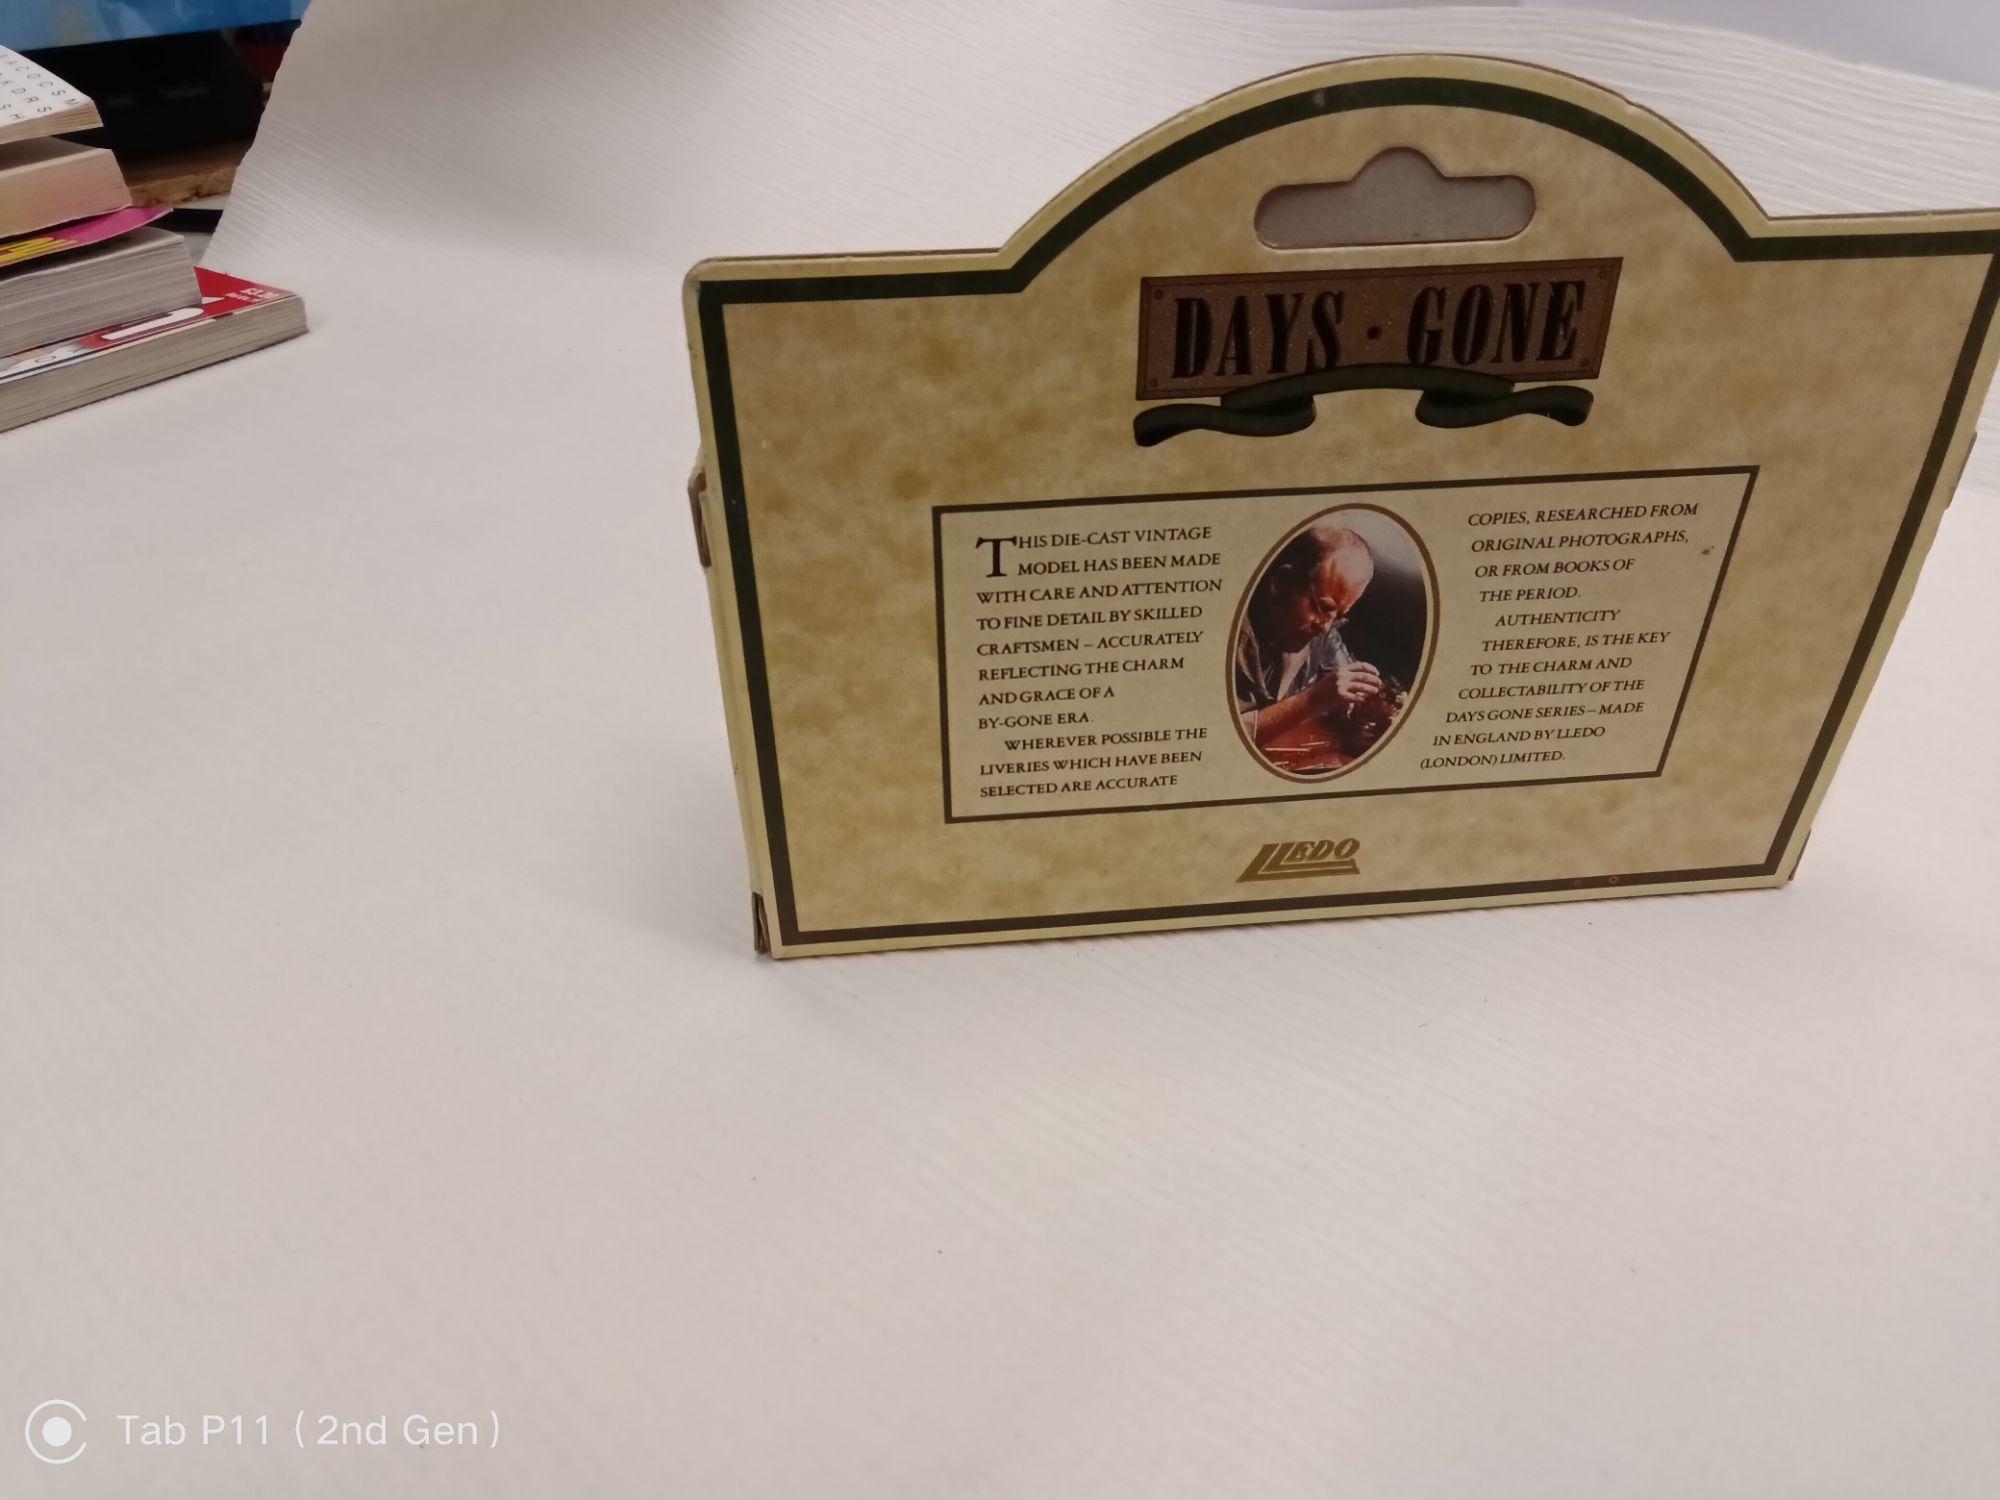 DAYS · GONE
THIS DIE-CAST VINTAGE
MODEL HAS BEEN MADE
WITH CARE AND ATTENTION
TO FINE DETAIL BY SKILLED
CRAFTSMEN – ACCURATELY
REFLECTING THE CHARM
AND GRACE OF A
BY-GONE ERA.
WHEREVER POSSIBLE THE
LIVERIES WHICH HAVE BEEN
SELECTED ARE ACCURATE
COPIES, RESEARCHED FROM
ORIGINAL PHOTOGRAPHS,
OR FROM BOOKS OF
THE PERIOD.
AUTHENTICITY
THEREFORE, IS THE KEY
TO THE CHARM AND
COLLECTABILITY OF THE
DAYS GONE SERIES – MADE
IN ENGLAND BY LLEDO
(LONDON) LIMITED.
LLEDO
Tab P11 (2nd Gen)